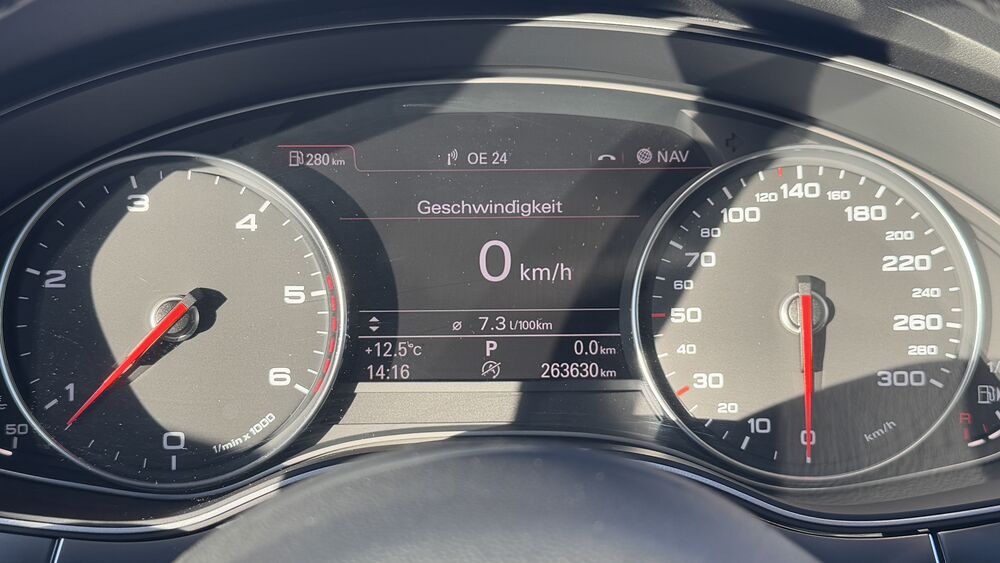 280 km
OE 24
NAV
Geschwindigkeit
0 km/h
ø 7.3 l/100km
+12.5°C
P
0.0 km
14:16
263630 km
0
1
2
3
4
5
6
1/min x 1000
50
0
10
20
30
40
50
60
70
80
100
120
140
160
180
200
220
240
260
280
300
km/h
R